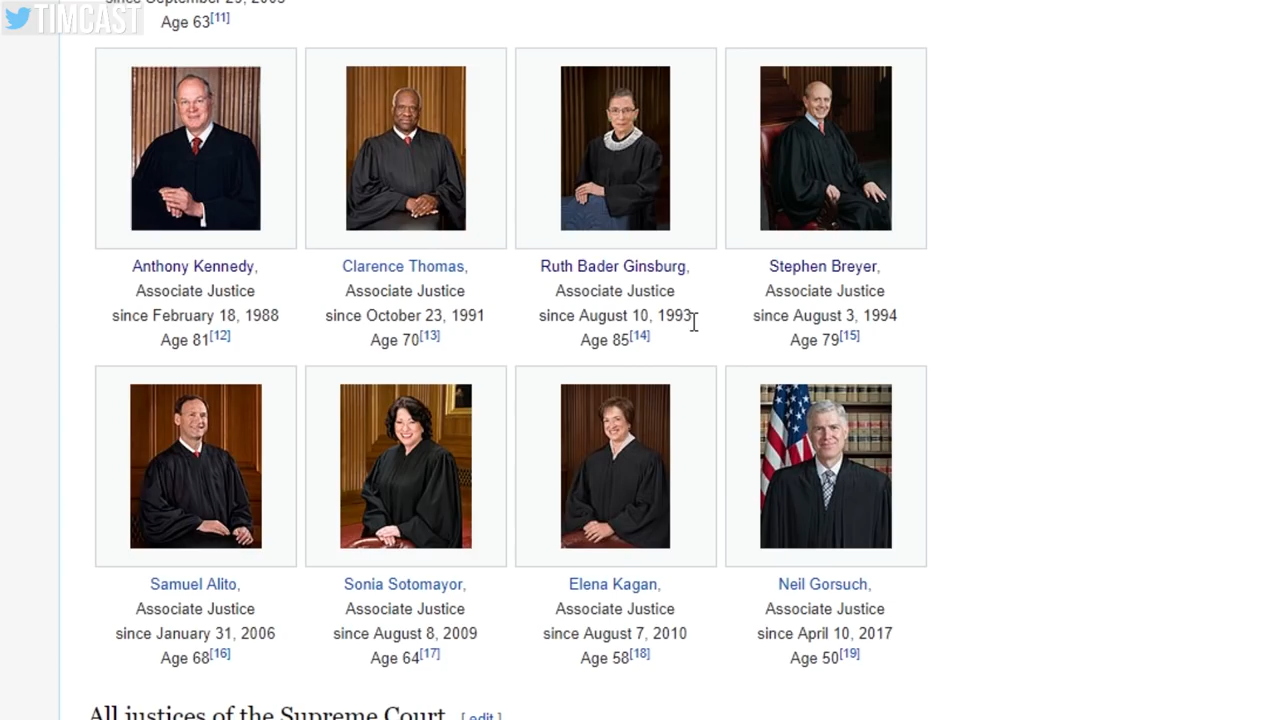 TIMCAST
Age 63[11]
Anthony Kennedy,
Associate Justice
since February 18, 1988
Age 81[12]
Clarence Thomas,
Associate Justice
since October 23, 1991
Age 70[13]
Ruth Bader Ginsburg,
Associate Justice
since August 10, 1993
Age 85[14]
Stephen Breyer,
Associate Justice
since August 3, 1994
Age 79[15]
Samuel Alito,
Associate Justice
since January 31, 2006
Age 68[16]
Sonia Sotomayor,
Associate Justice
since August 8, 2009
Age 64[17]
Elena Kagan,
Associate Justice
since August 7, 2010
Age 58[18]
Neil Gorsuch,
Associate Justice
since April 10, 2017
Age 50[19]
All justices of the Supreme Court [ edit ]